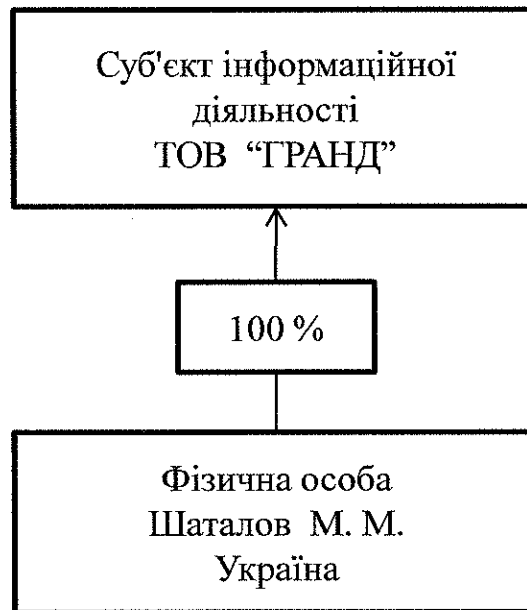 Суб'єкт інформаційної
діяльності
ТОВ “ГРАНД”
100 %
Фізична особа
Шаталов М. М.
Україна